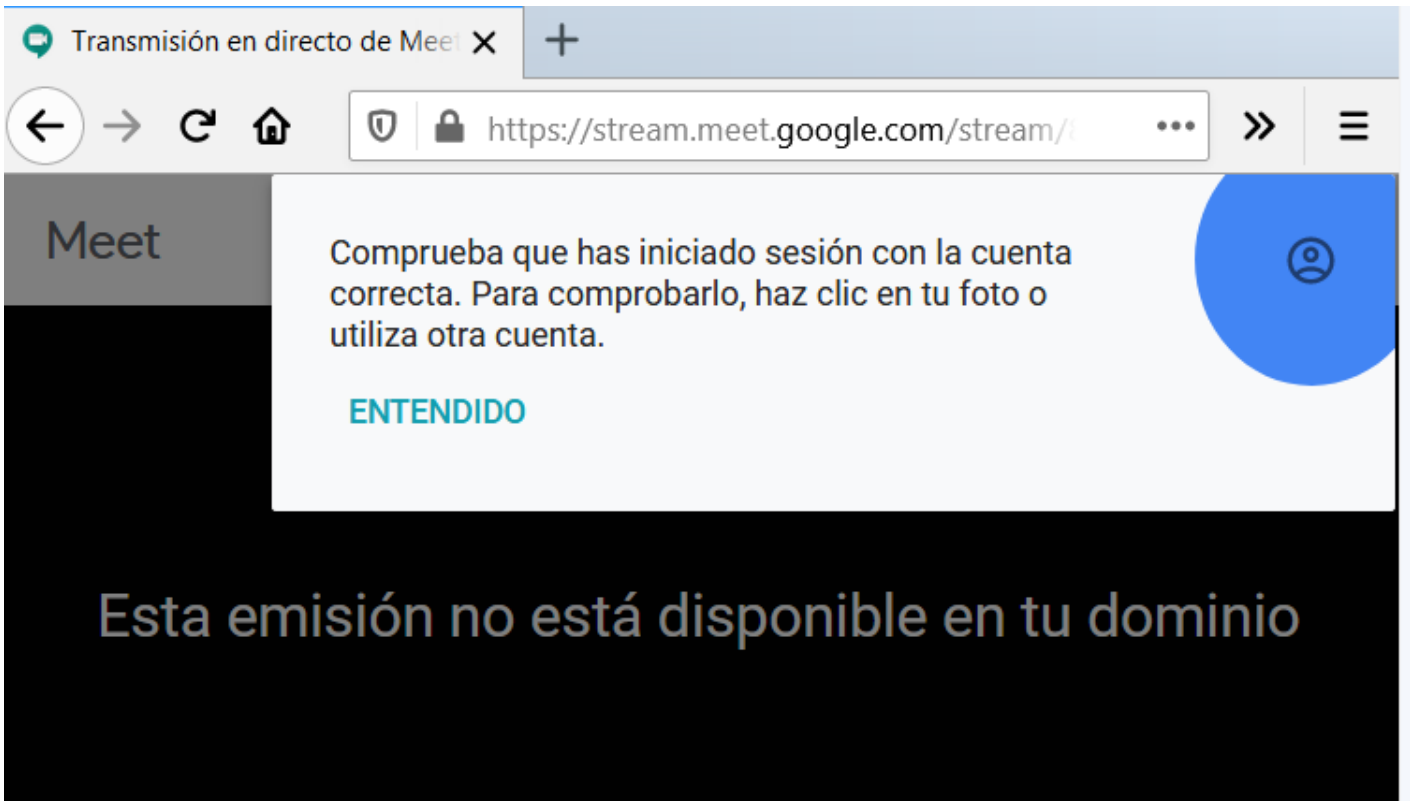 Transmisión en directo de Meet
https://stream.meet.google.com/stream/
Meet
Comprueba que has iniciado sesión con la cuenta
correcta. Para comprobarlo, haz clic en tu foto o
utiliza otra cuenta.
ENTENDIDO
Esta emisión no está disponible en tu dominio